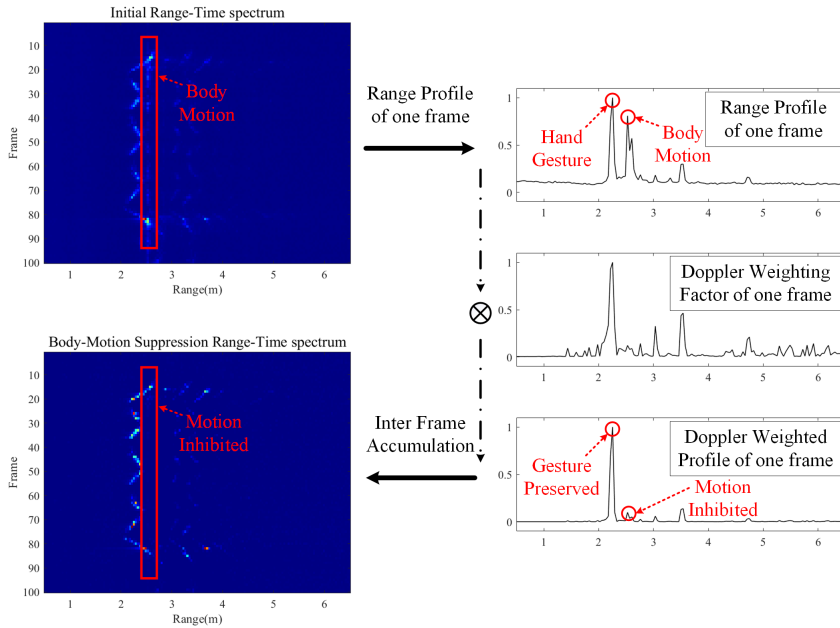 Initial Range-Time spectrum
10
20
30
40
50
60
70
80
90
100
Frame
1
2
3
4
5
6
Range(m)
Body
Motion
Range Profile
of one frame
1
0.5
0
Hand
Gesture
Body
Motion
Range Profile
of one frame
1
2
3
4
5
6
1
0.5
0
Doppler Weighting
Factor of one frame
1
2
3
4
5
6
Body-Motion Suppression Range-Time spectrum
10
20
30
40
50
60
70
80
90
100
Frame
1
2
3
4
5
6
Range(m)
Motion
Inhibited
Inter Frame
Accumulation
1
0.5
0
Gesture
Preserved
Motion
Inhibited
Doppler Weighted
Profile of one frame
1
2
3
4
5
6